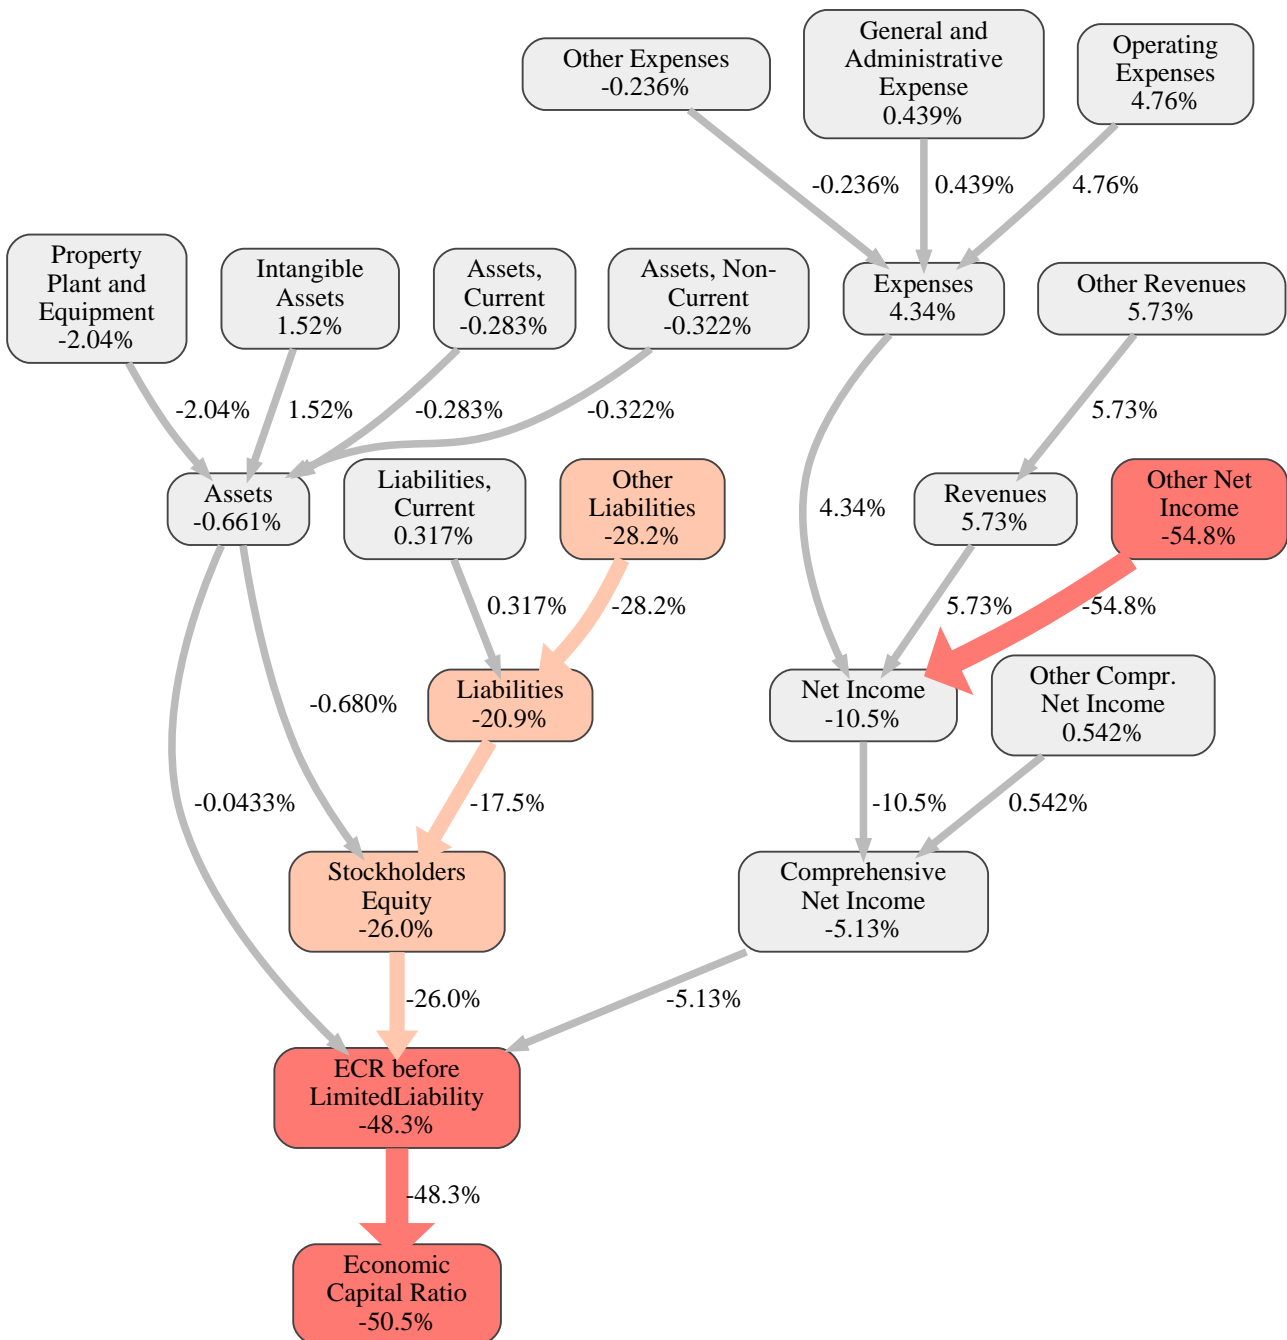 Other Expenses
-0.236%
General and
Administrative
Expense
0.439%
Operating
Expenses
4.76%
-0.236%
0.439%
4.76%
Property
Plant and
Equipment
-2.04%
Intangible
Assets
1.52%
Assets,
Current
-0.283%
Assets, Non-
Current
-0.322%
Expenses
4.34%
Other Revenues
5.73%
-2.04%
1.52%
-0.283%
-0.322%
5.73%
Assets
-0.661%
Liabilities,
Current
0.317%
Other
Liabilities
-28.2%
4.34%
Revenues
5.73%
Other Net
Income
-54.8%
0.317%
-28.2%
5.73%
-54.8%
-0.680%
Liabilities
-20.9%
Net Income
-10.5%
Other Compr.
Net Income
0.542%
-0.0433%
-17.5%
-10.5%
0.542%
Stockholders
Equity
-26.0%
Comprehensive
Net Income
-5.13%
-26.0%
-5.13%
ECR before
LimitedLiability
-48.3%
-48.3%
Economic
Capital Ratio
-50.5%